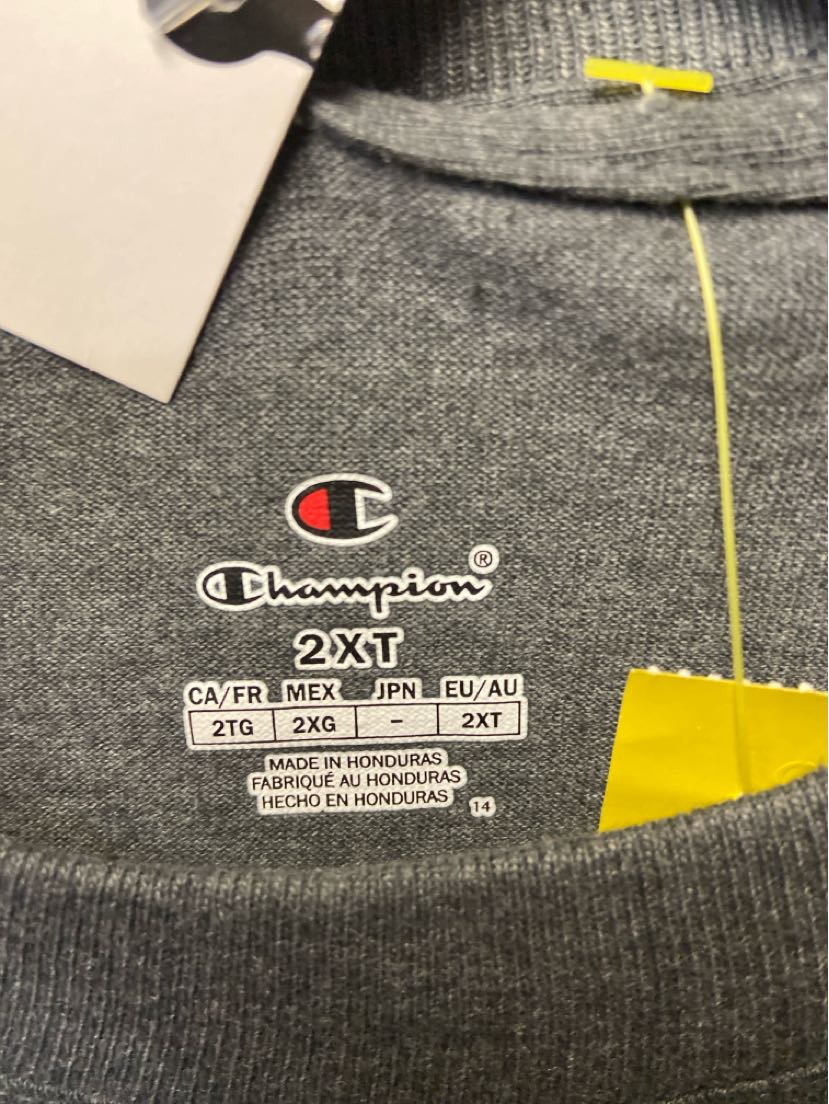 Champion®
2XT
CA/FR MEX JPN EU/AU
2TG 2XG - 2XT
MADE IN HONDURAS
FABRIQUÉ AU HONDURAS
HECHO EN HONDURAS 14